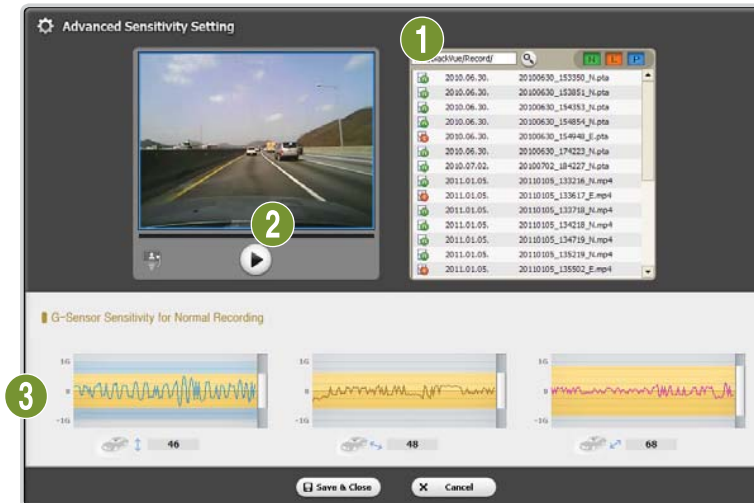 Advanced Sensitivity Setting
1
BlackVue/Record/
N E P
2010.06.30. 20100630_153350_N.pta
2010.06.30. 20100630_153851_N.pta
2010.06.30. 20100630_154353_N.pta
2010.06.30. 20100630_154854_N.pta
2010.06.30. 20100630_154948_E.pta
2010.06.30. 20100630_174223_N.pta
2010.07.02. 20100702_184227_N.pta
2011.01.05. 20110105_133216_N.mp4
2011.01.05. 20110105_133617_E.mp4
2011.01.05. 20110105_133718_N.mp4
2011.01.05. 20110105_134218_N.mp4
2011.01.05. 20110105_134719_N.mp4
2011.01.05. 20110105_135219_N.mp4
2011.01.05. 20110105_135502_E.mp4
2
G-Sensor Sensitivity for Normal Recording
3
1G 1G 1G
0 0 0
-1G -1G -1G
46 48 68
Save & Close X Cancel